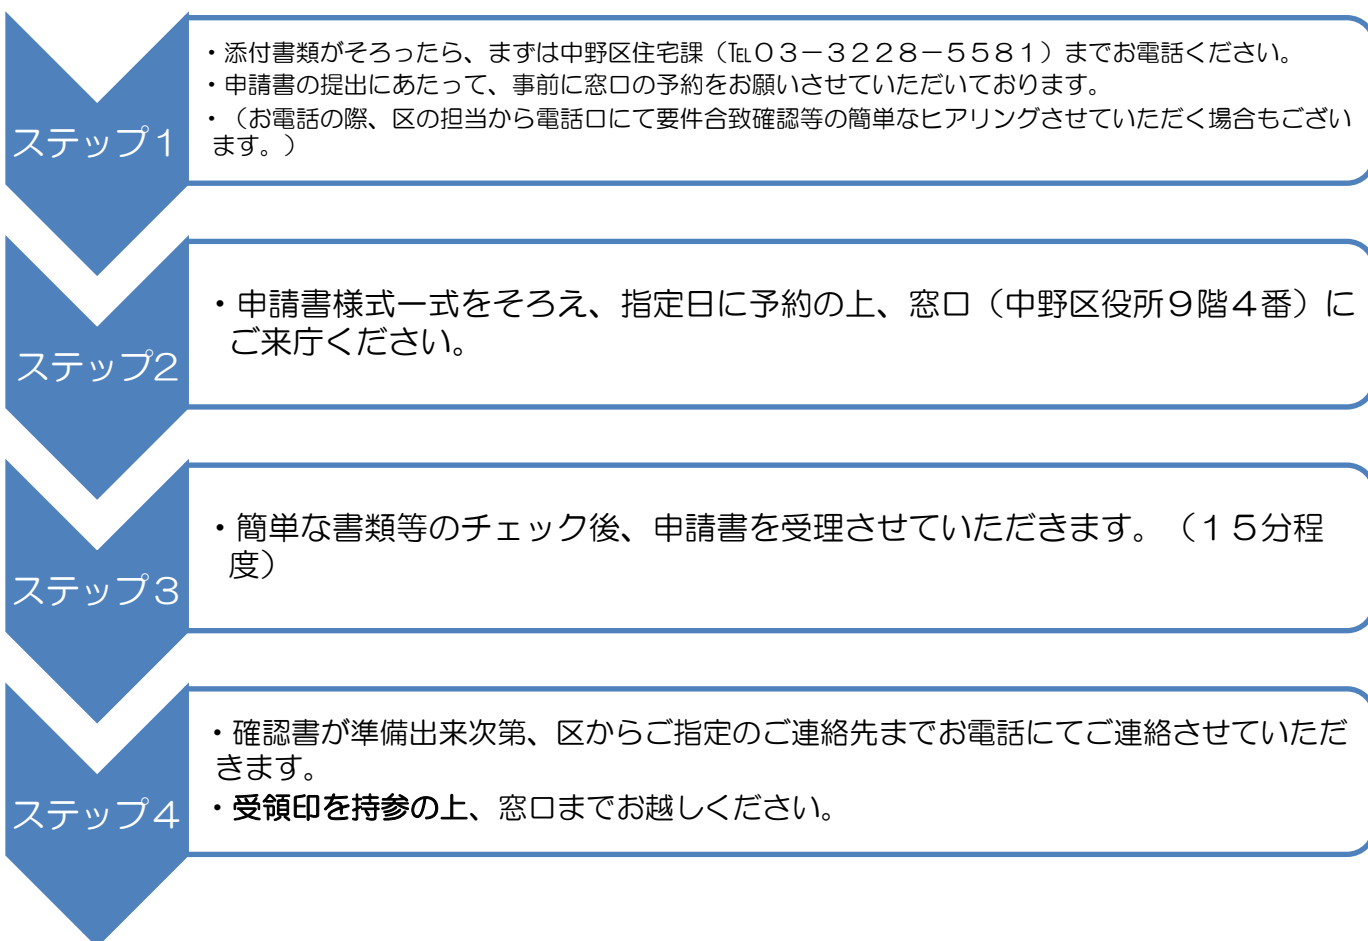 ステップ１
・添付書類がそろったら、まずは中野区住宅課（℡０３－３２２８－５５８１）までお電話ください。
・申請書の提出にあたって、事前に窓口の予約をお願いさせていただいております。
・（お電話の際、区の担当から電話口にて要件合致確認等の簡単なヒアリングさせていただく場合もござい
ます。）
ステップ2
・申請書様式一式をそろえ、指定日に予約の上、窓口（中野区役所９階４番）に
ご来庁ください。
ステップ３
・簡単な書類等のチェック後、申請書を受理させていただきます。（１５分程
度）
ステップ４
・確認書が準備出来次第、区からご指定のご連絡先までお電話にてご連絡させていただ
きます。
・受領印を持参の上、窓口までお越しください。